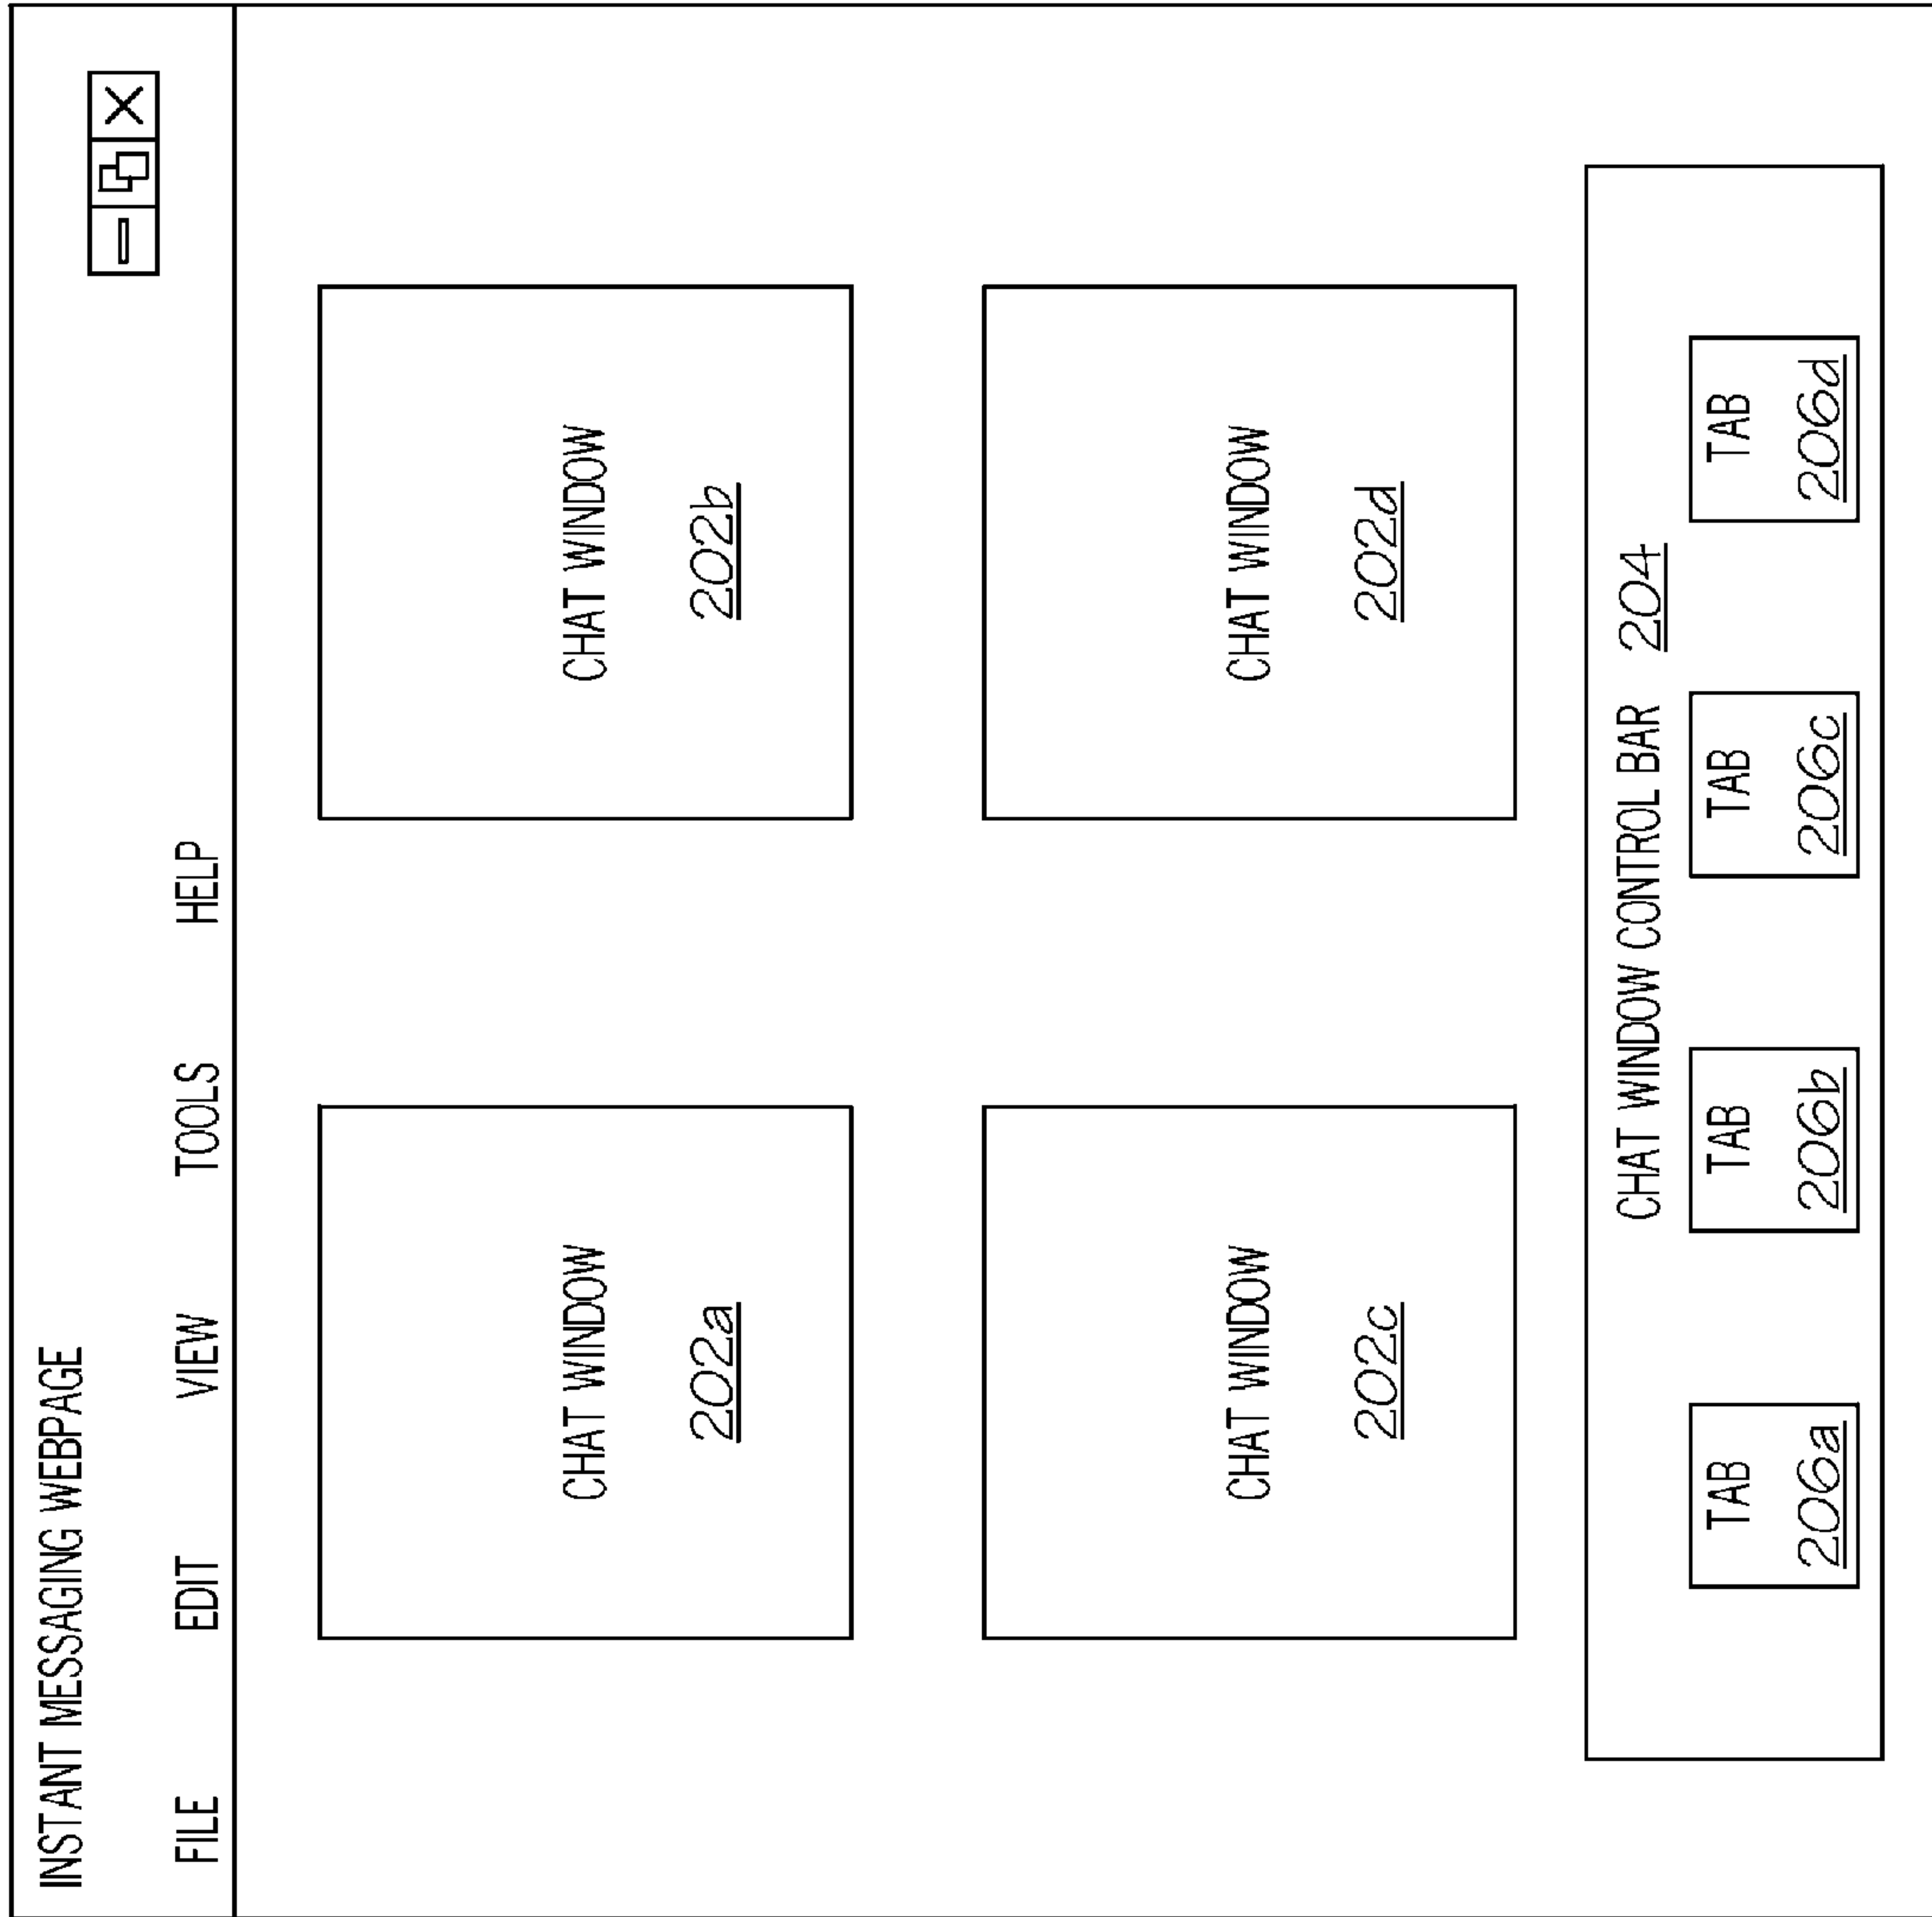 INSTANT MESSAGING WEBPAGE
FILE EDIT VIEW TOOLS HELP
CHAT WINDOW
202a
CHAT WINDOW
202b
CHAT WINDOW
202c
CHAT WINDOW
202d
CHAT WINDOW CONTROL BAR 204
TAB
206a
TAB
206b
TAB
206c
TAB
206d